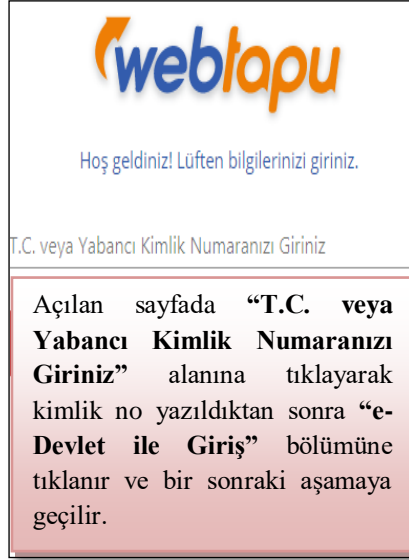 webtapu
Hoş geldiniz! Lüften bilgilerinizi giriniz.
T.C. veya Yabancı Kimlik Numaranızı Giriniz
Açılan sayfada “T.C. veya
Yabancı Kimlik Numaranızı
Giriniz” alanına tıklayarak
kimlik no yazıldıktan sonra “e-
Devlet ile Giriş” bölümüne
tıklanır ve bir sonraki aşamaya
geçilir.